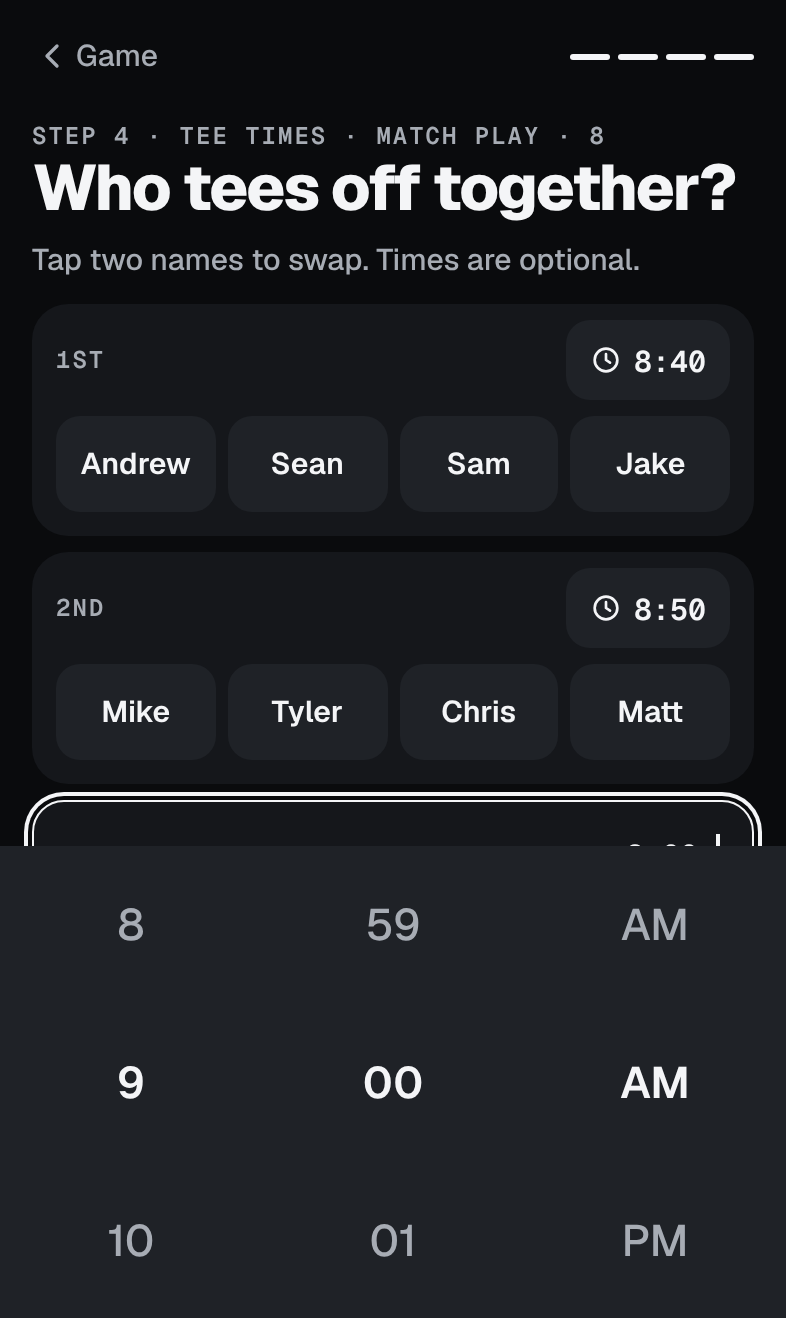 Game
STEP 4 · TEE TIMES · MATCH PLAY · 8
Who tees off together?
Tap two names to swap. Times are optional.
1ST 8:40
Andrew Sean Sam Jake
2ND 8:50
Mike Tyler Chris Matt
8 59 AM
9 00 AM
10 01 PM